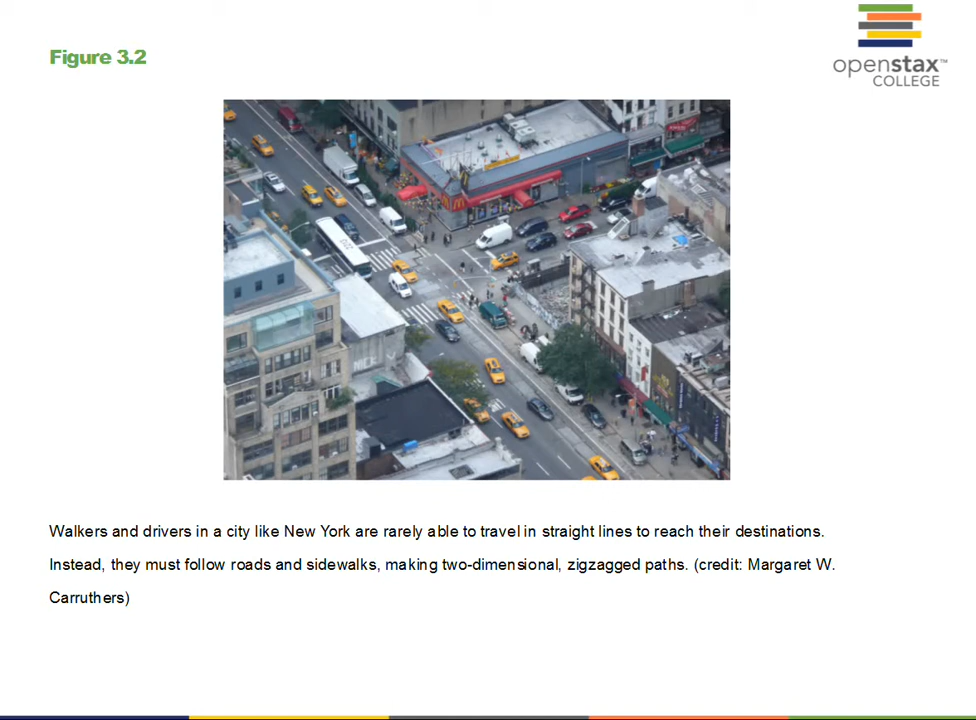 Figure 3.2
openstax™
COLLEGE
Walkers and drivers in a city like New York are rarely able to travel in straight lines to reach their destinations.
Instead, they must follow roads and sidewalks, making two-dimensional, zigzagged paths. (credit: Margaret W.
Carruthers)